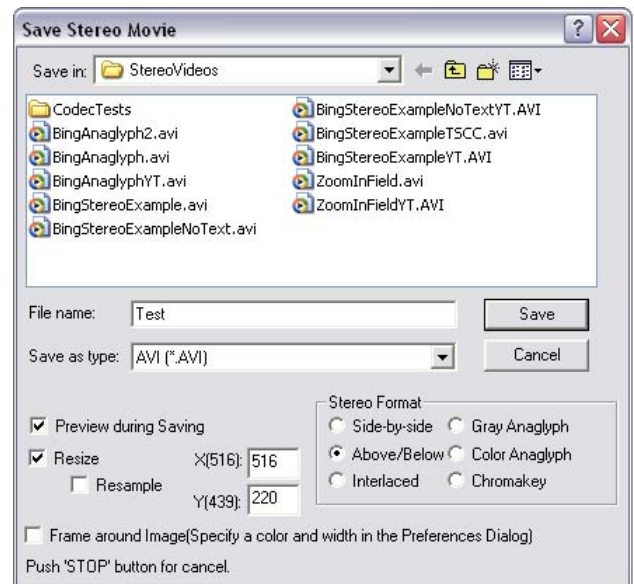 Save Stereo Movie
Save in: StereoVideos
CodecTests
BingAnaglyph2.avi
BingAnaglyph.avi
BingAnaglyphYT.avi
BingStereoExample.avi
BingStereoExampleNoText.avi
BingStereoExampleNoTextYT.AVI
BingStereoExampleTSCC.avi
BingStereoExampleYT.AVI
ZoomInField.avi
ZoomInFieldYT.AVI
File name: Test Save
Save as type: AVI (*.AVI) Cancel
Preview during Saving
Resize X(516): 516
Resample
Y(439): 220
Stereo Format
Side-by-side Gray Anaglyph
Above/Below Color Anaglyph
Interlaced Chromakey
Frame around Image(Specify a color and width in the Preferences Dialog)
Push 'STOP' button for cancel.